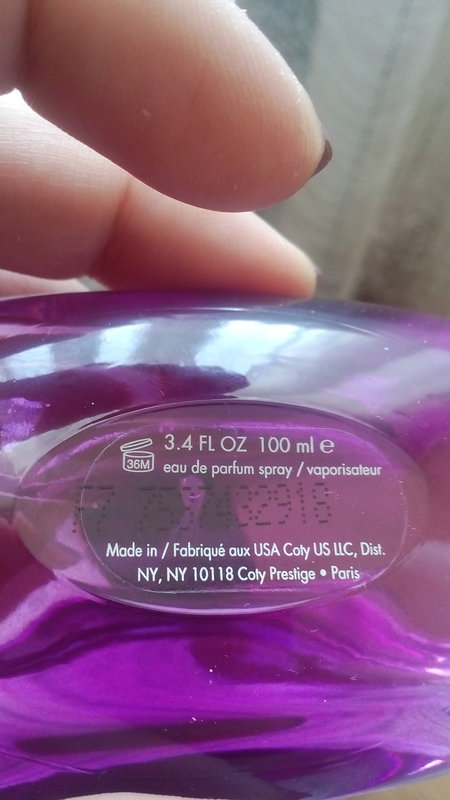 3.4 FL OZ 100 ml ℮
36M
eau de parfum spray / vaporisateur
Made in / Fabriqué aux USA Coty US LLC, Dist.
NY, NY 10118 Coty Prestige • Paris